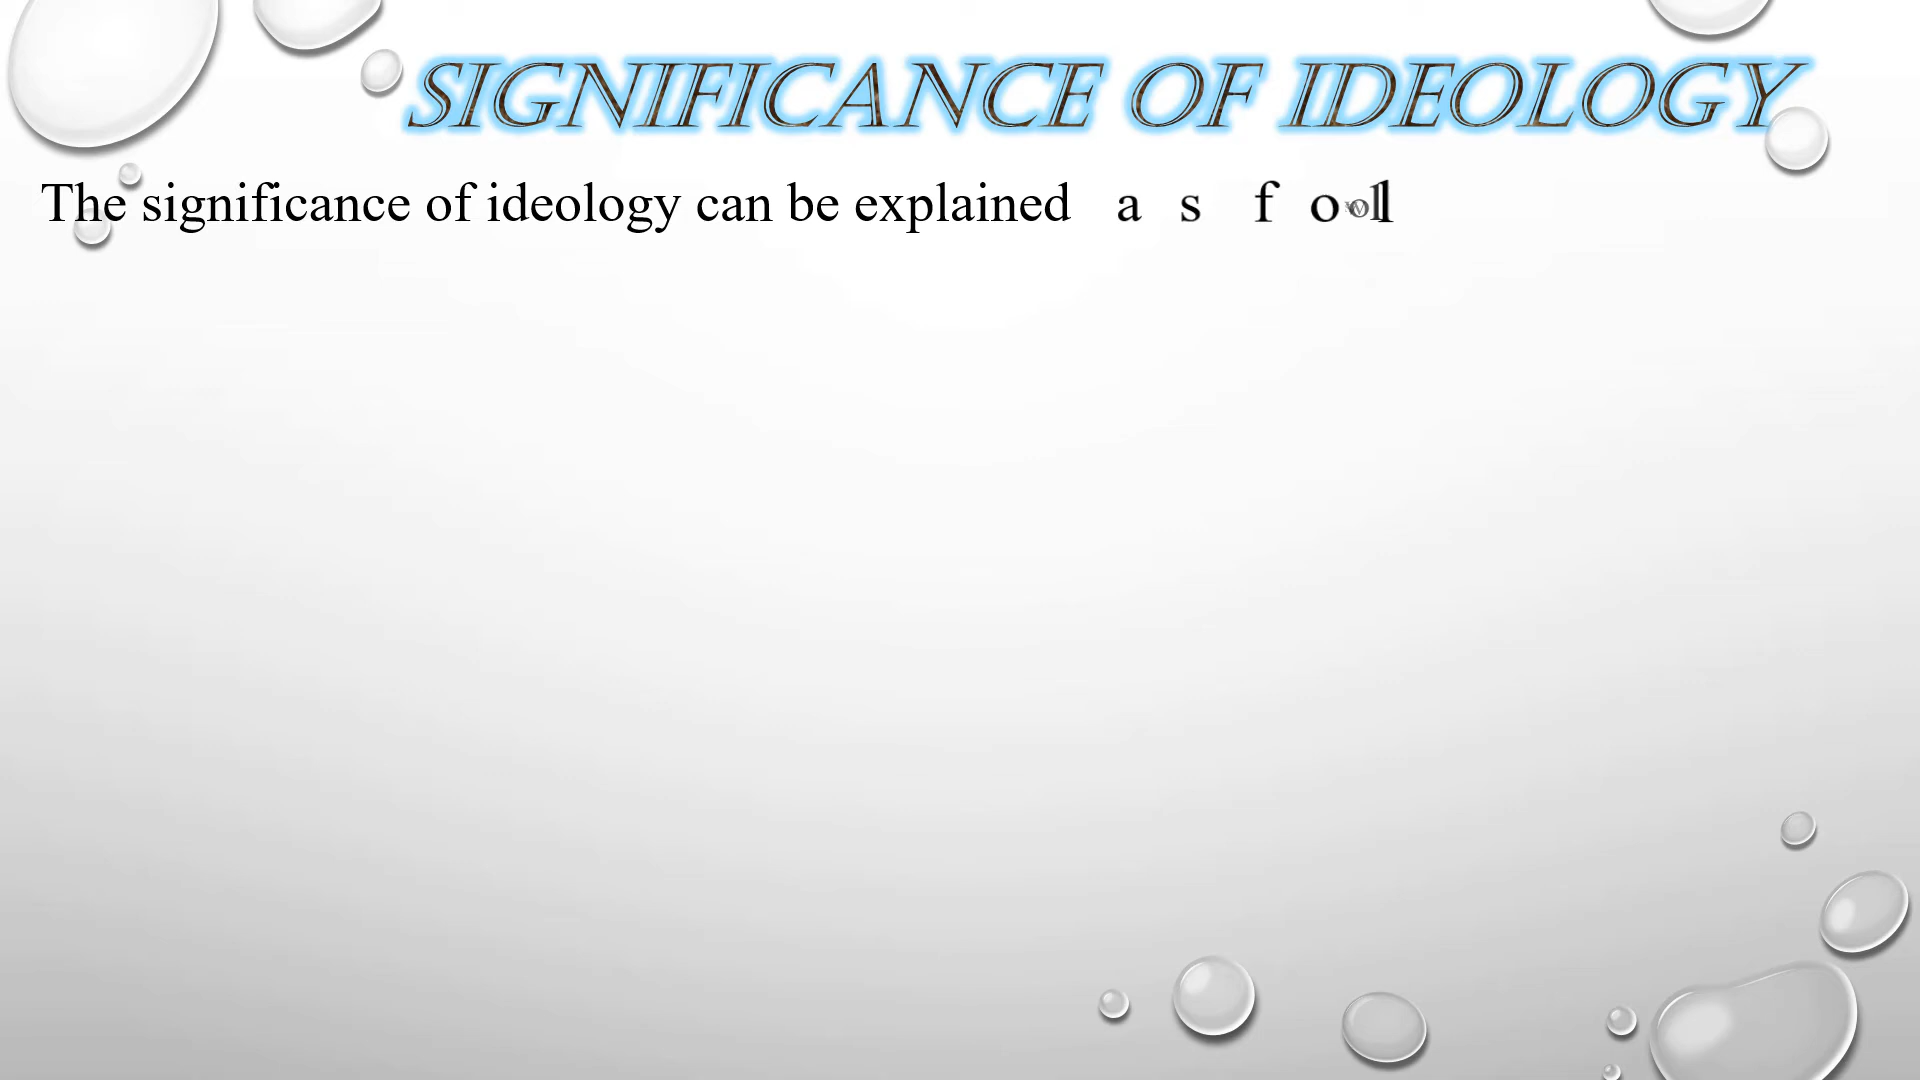 SIGNIFICANCE OF IDEOLOGY
The significance of ideology can be explained as